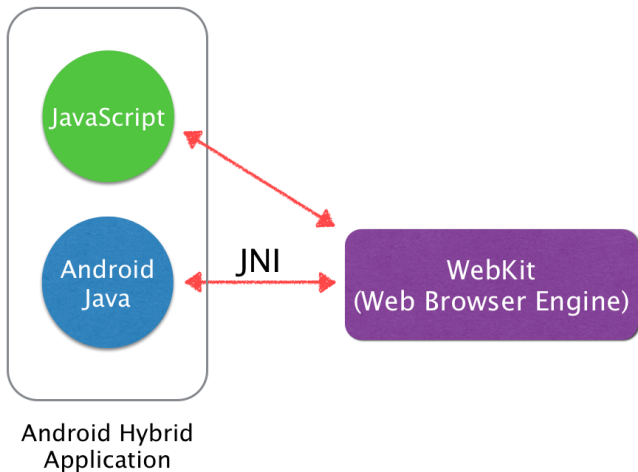 JavaScript
Android
Java
JNI
WebKit
(Web Browser Engine)
Android Hybrid
Application